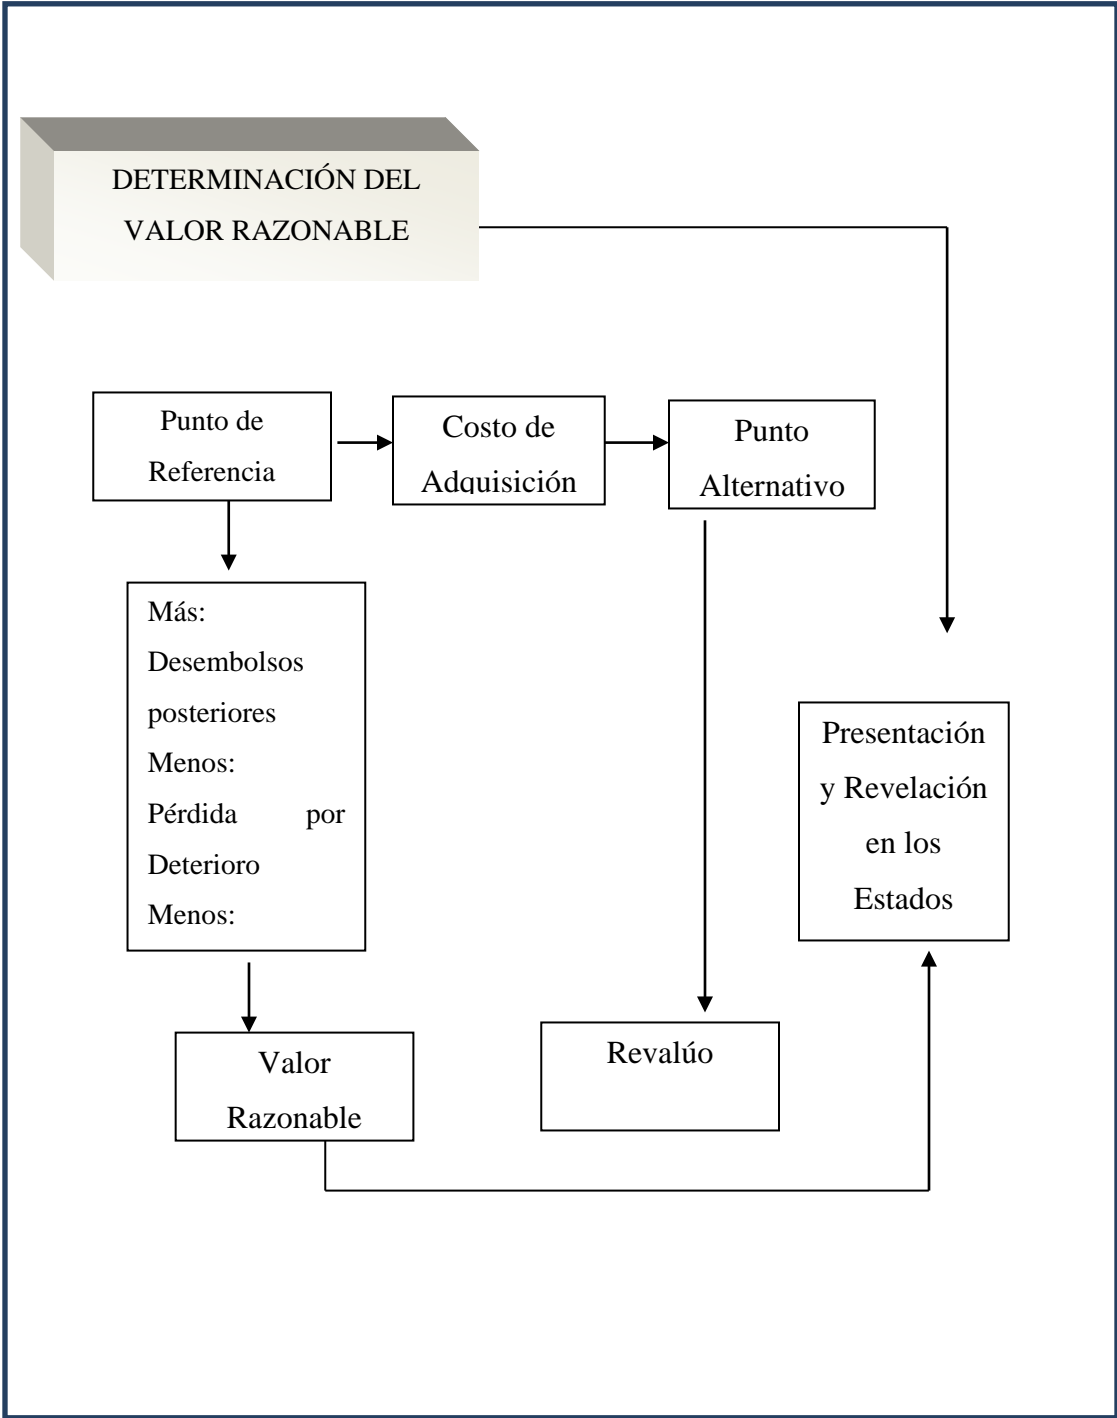 DETERMINACIÓN DEL
VALOR RAZONABLE
Punto de
Referencia
Costo de
Adquisición
Punto
Alternativo
Más:
Desembolsos
posteriores
Menos:
Pérdida por
Deterioro
Menos:
Presentación
y Revelación
en los
Estados
Valor
Razonable
Revalúo